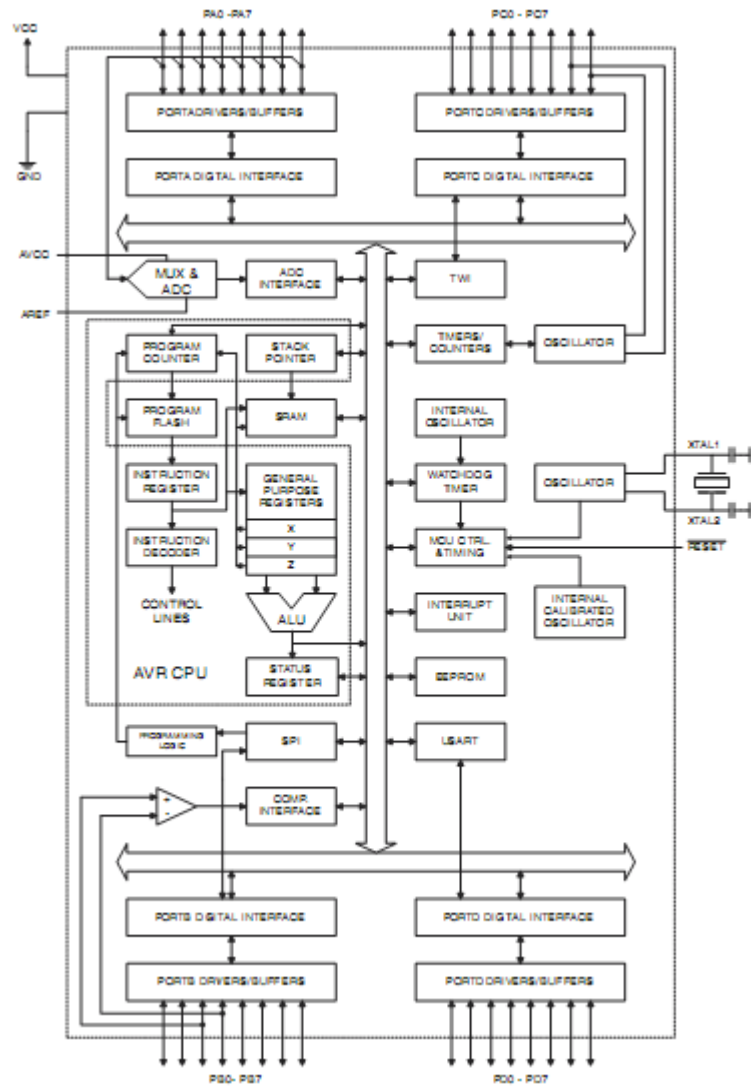 PA0 - PA7
PC0 - PC7
VCC
PORTA DRIVERS/BUFFERS
PORTC DRIVERS/BUFFERS
GND
PORTA DIGITAL INTERFACE
PORTC DIGITAL INTERFACE
AVCC
MUX &
ADC
ADC
INTERFACE
TWI
AREF
PROGRAM
COUNTER
STACK
POINTER
TIMERS/
COUNTERS
OSCILLATOR
PROGRAM
FLASH
SRAM
INTERNAL
OSCILLATOR
XTAL1
INSTRUCTION
REGISTER
GENERAL
PURPOSE
REGISTERS
WATCHDOG
TIMER
OSCILLATOR
XTAL2
X
INSTRUCTION
DECODER
Y
MCU CTRL.
& TIMING
RESET
Z
CONTROL
LINES
ALU
INTERRUPT
UNIT
INTERNAL
CALIBRATED
OSCILLATOR
AVR CPU
STATUS
REGISTER
EEPROM
PROGRAMMING
LOGIC
SPI
USART
+
-
COMP.
INTERFACE
PORTB DIGITAL INTERFACE
PORTD DIGITAL INTERFACE
PORTB DRIVERS/BUFFERS
PORTD DRIVERS/BUFFERS
PB0 - PB7
PD0 - PD7